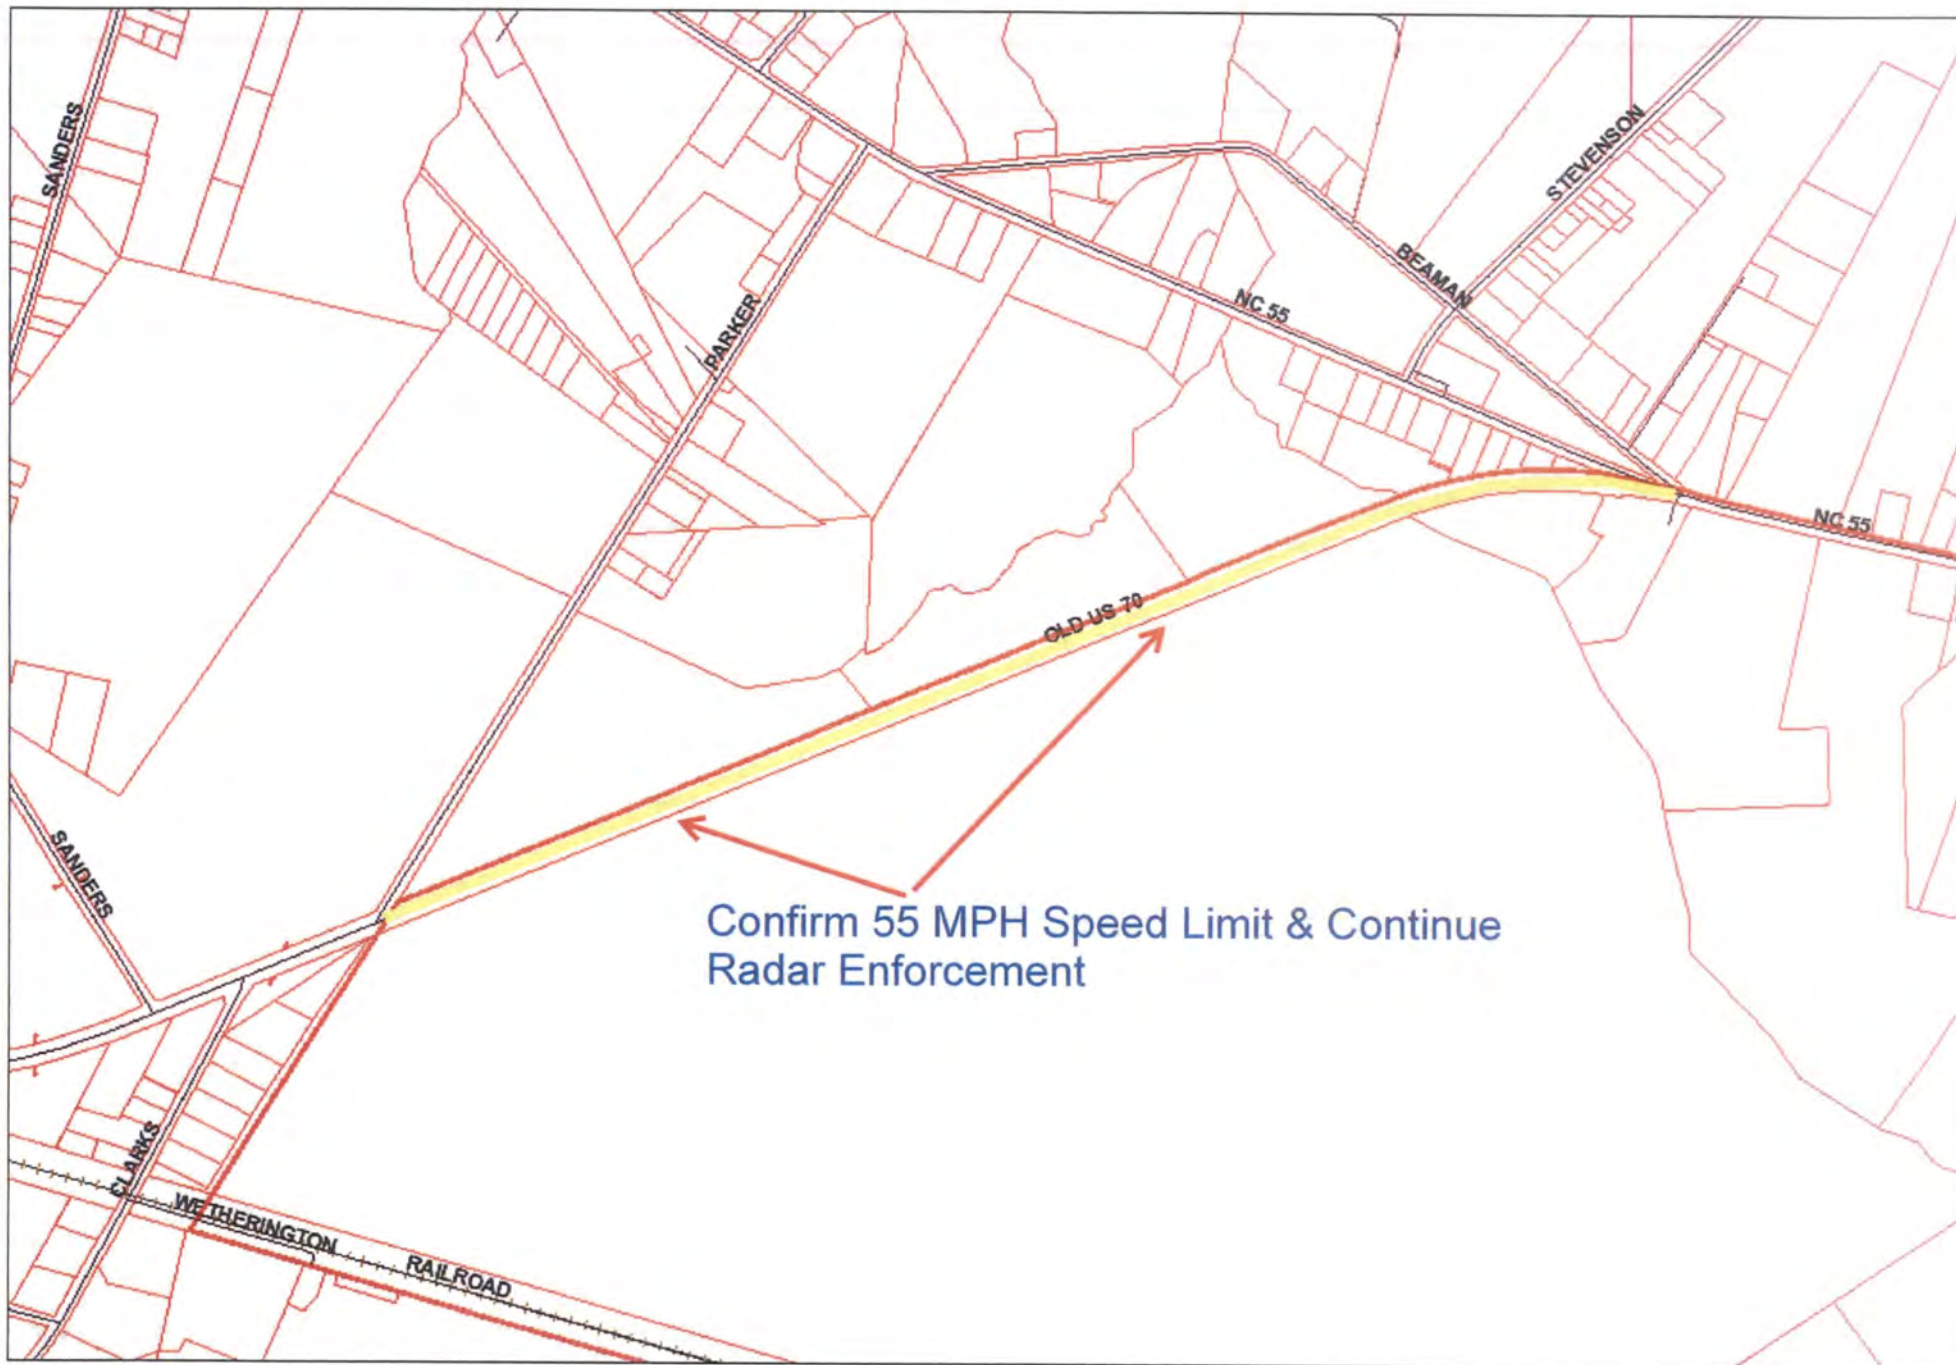 SANDERS
STEVENSON
BEAMAN
NC 55
PARKER
NC 55
OLD US 70
SANDERS
Confirm 55 MPH Speed Limit & Continue
Radar Enforcement
CLARKS
WETHERINGTON
RAILROAD